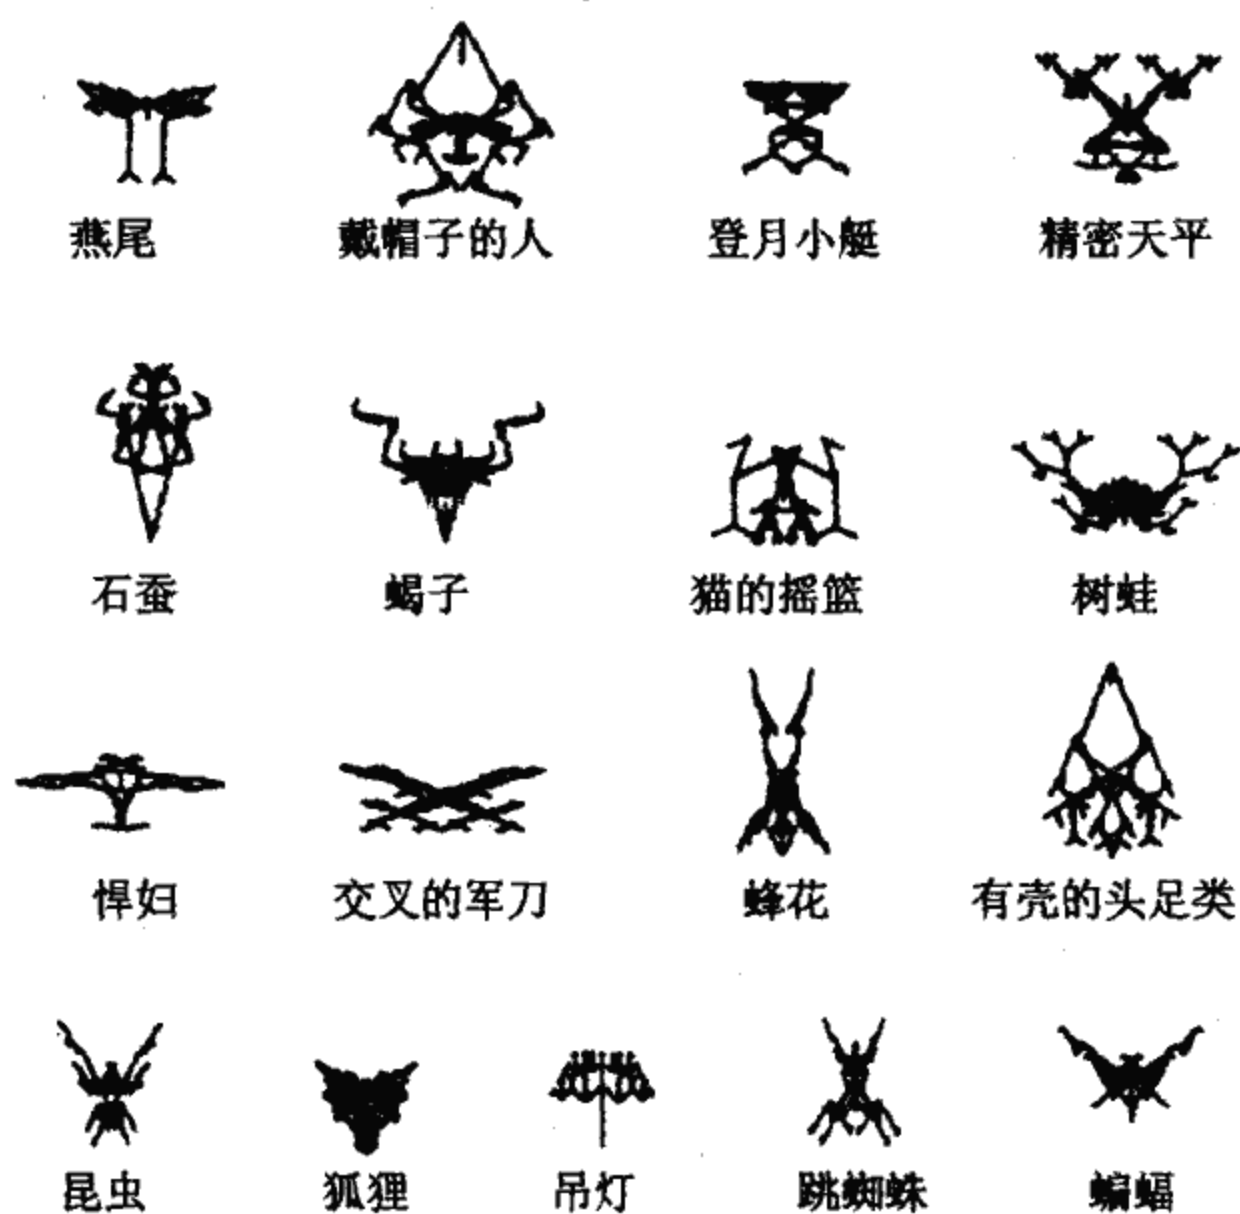 燕尾 戴帽子的人 登月小艇 精密天平
石蚕 蝎子 猫的摇篮 树蛙
悍妇 交叉的军刀 蜂花 有壳的头足类
昆虫 狐狸 吊灯 跳蜘蛛 蝙蝠